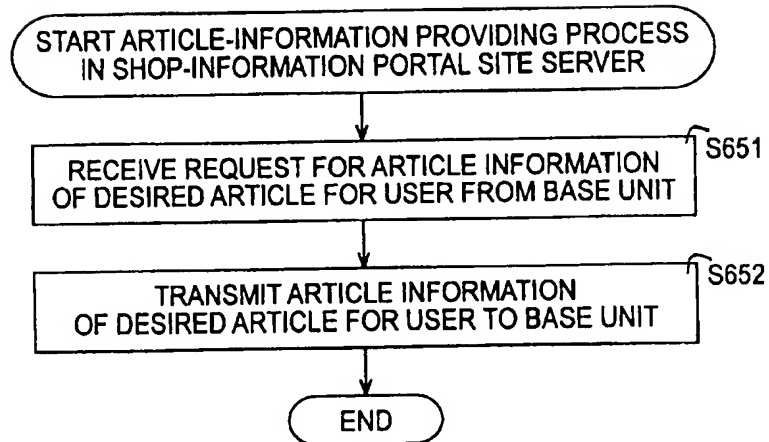 START ARTICLE-INFORMATION PROVIDING PROCESS
IN SHOP-INFORMATION PORTAL SITE SERVER
S651
RECEIVE REQUEST FOR ARTICLE INFORMATION
OF DESIRED ARTICLE FOR USER FROM BASE UNIT
S652
TRANSMIT ARTICLE INFORMATION
OF DESIRED ARTICLE FOR USER TO BASE UNIT
END